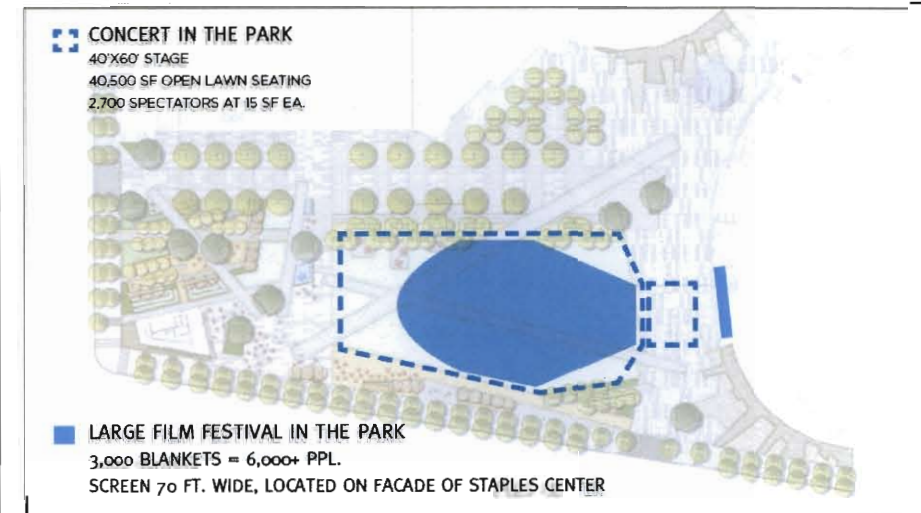 CONCERT IN THE PARK
40'X60' STAGE
40,500 SF OPEN LAWN SEATING
2,700 SPECTATORS AT 15 SF EA.
LARGE FILM FESTIVAL IN THE PARK
3,000 BLANKETS = 6,000+ PPL.
SCREEN 70 FT. WIDE, LOCATED ON FACADE OF STAPLES CENTER